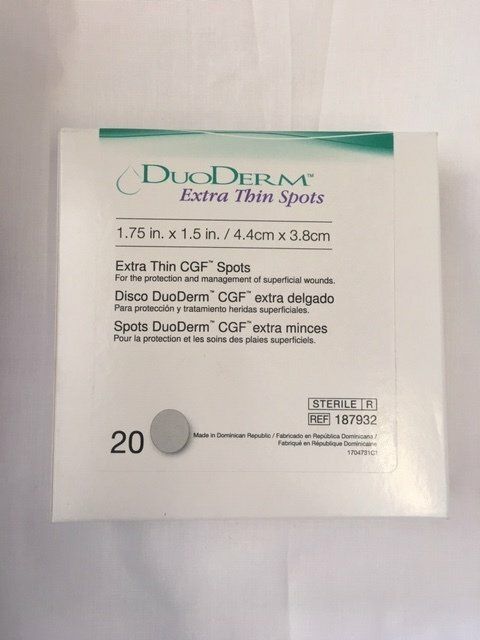 DUODERM™
Extra Thin Spots
1.75 in. x 1.5 in. / 4.4cm x 3.8cm
Extra Thin CGF™ Spots
For the protection and management of superficial wounds.
Disco DuoDerm™ CGF™ extra delgado
Para protección y tratamiento heridas superficiales.
Spots DuoDerm™ CGF™ extra minces
Pour la protection et les soins des plaies superficiels.
STERILE R
REF 187932
20
Made in Dominican Republic / Fabricado en República Dominicana /
Fabriqué en République Dominicaine
1704731C1